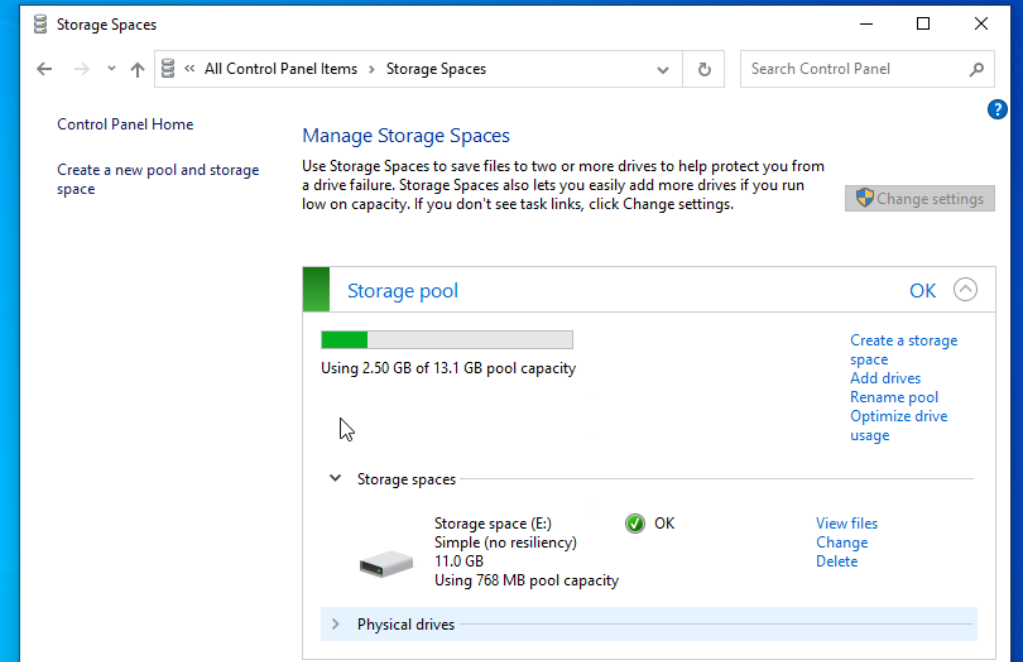 Storage Spaces
« All Control Panel Items › Storage Spaces
Search Control Panel
?
Control Panel Home
Create a new pool and storage
space
Manage Storage Spaces
Use Storage Spaces to save files to two or more drives to help protect you from
a drive failure. Storage Spaces also lets you easily add more drives if you run
low on capacity. If you don't see task links, click Change settings.
Change settings
Storage pool
OK
Using 2.50 GB of 13.1 GB pool capacity
Create a storage
space
Add drives
Rename pool
Optimize drive
usage
Storage spaces
Storage space (E:)
Simple (no resiliency)
11.0 GB
Using 768 MB pool capacity
OK
View files
Change
Delete
Physical drives